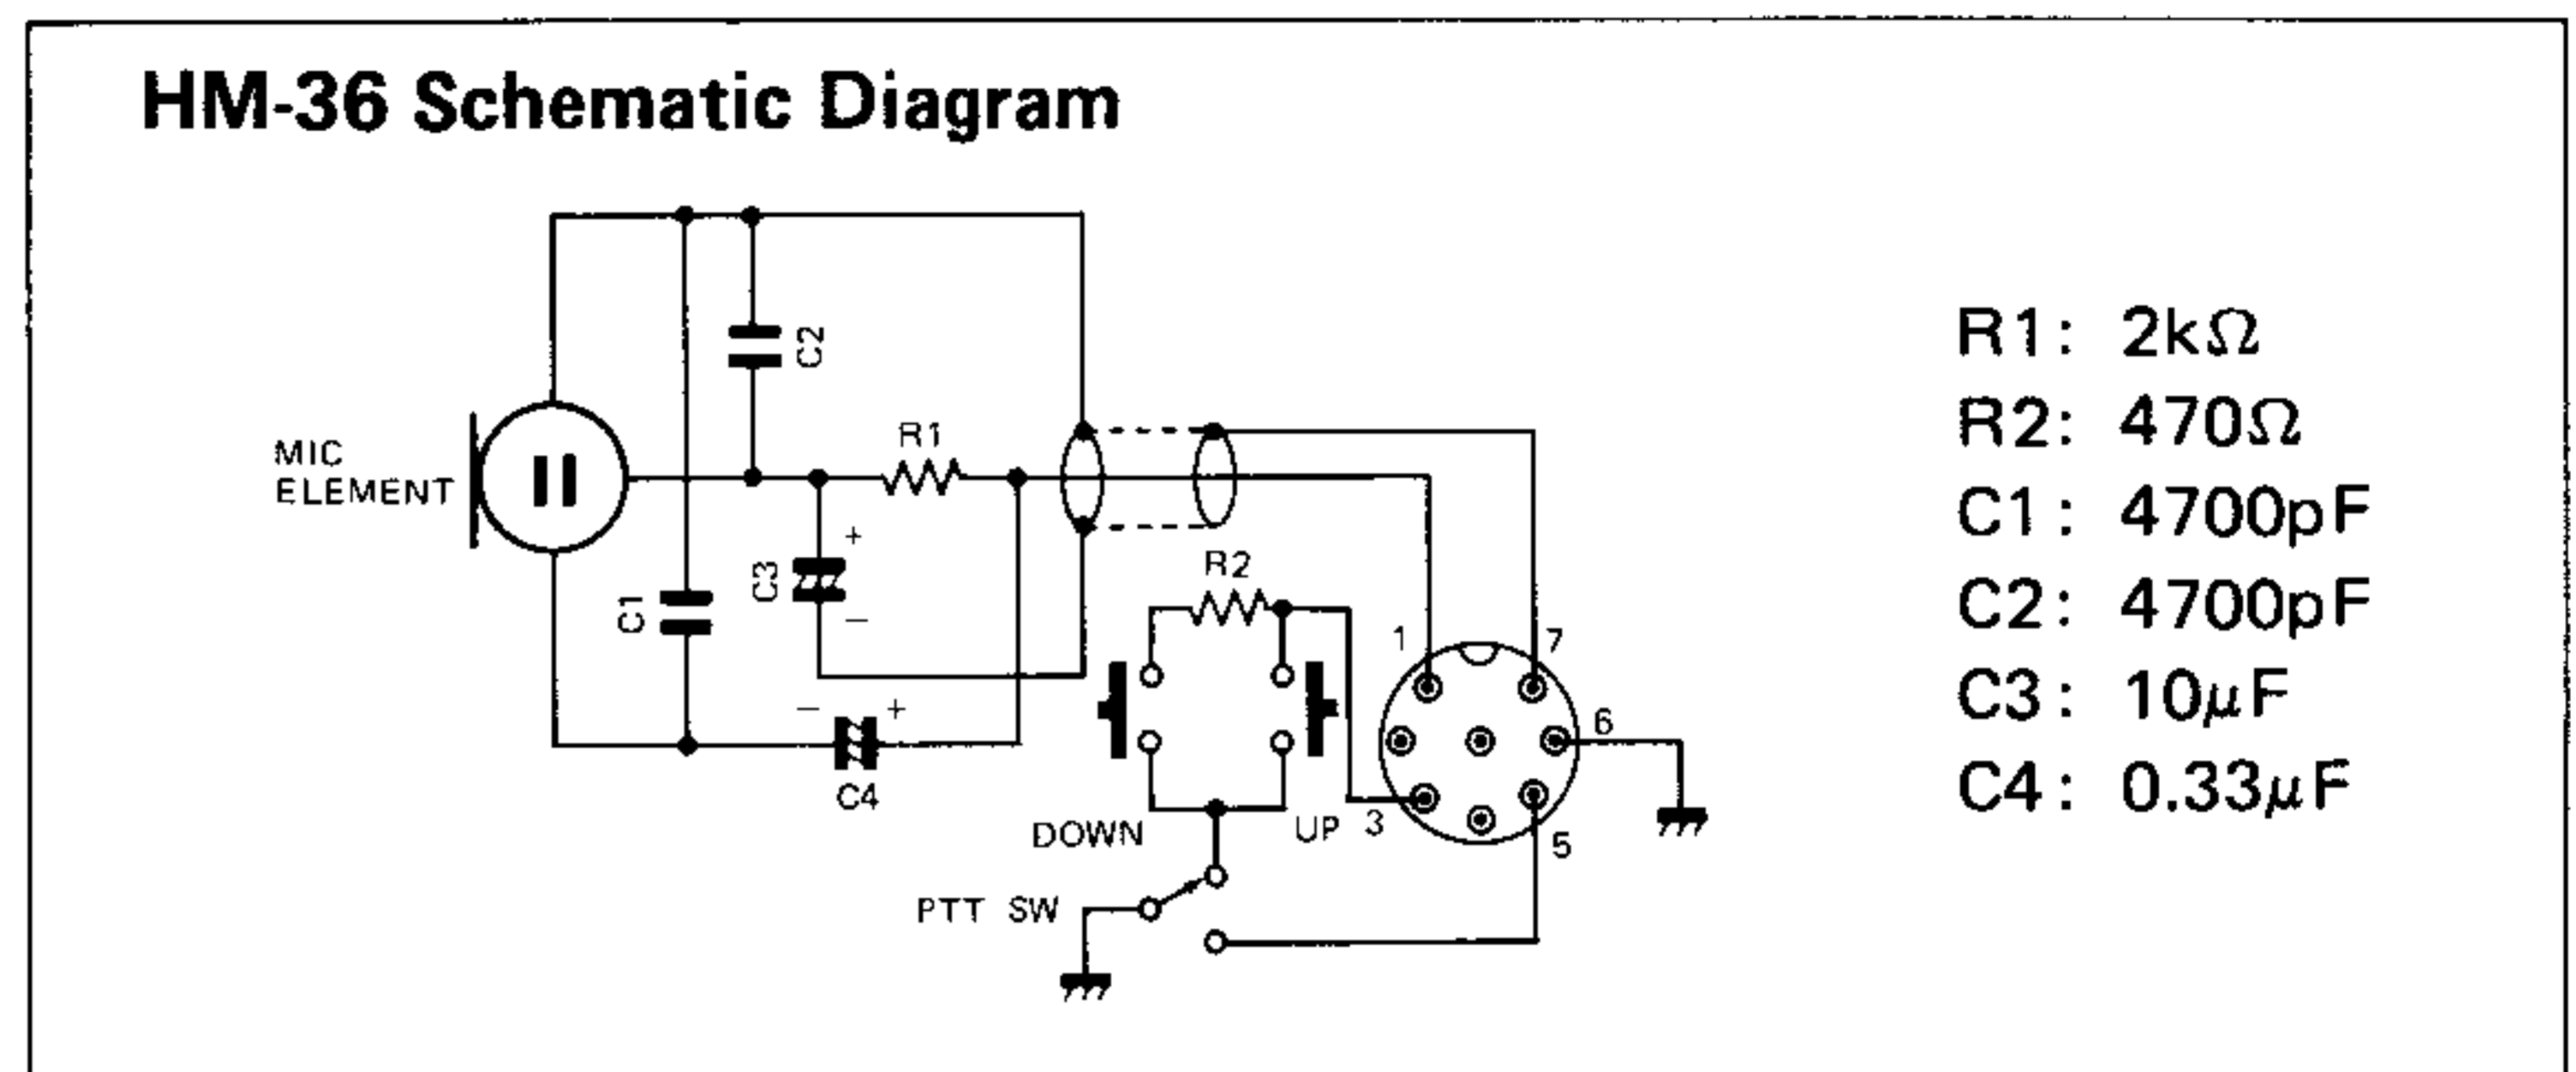 HM-36 Schematic Diagram
C2
R1
MIC
ELEMENT
+
C3
−
C1
− +
C4
R2
1
7
6
3
5
DOWN
UP
PTT SW
R1: 2kΩ
R2: 470Ω
C1: 4700pF
C2: 4700pF
C3: 10μF
C4: 0.33μF